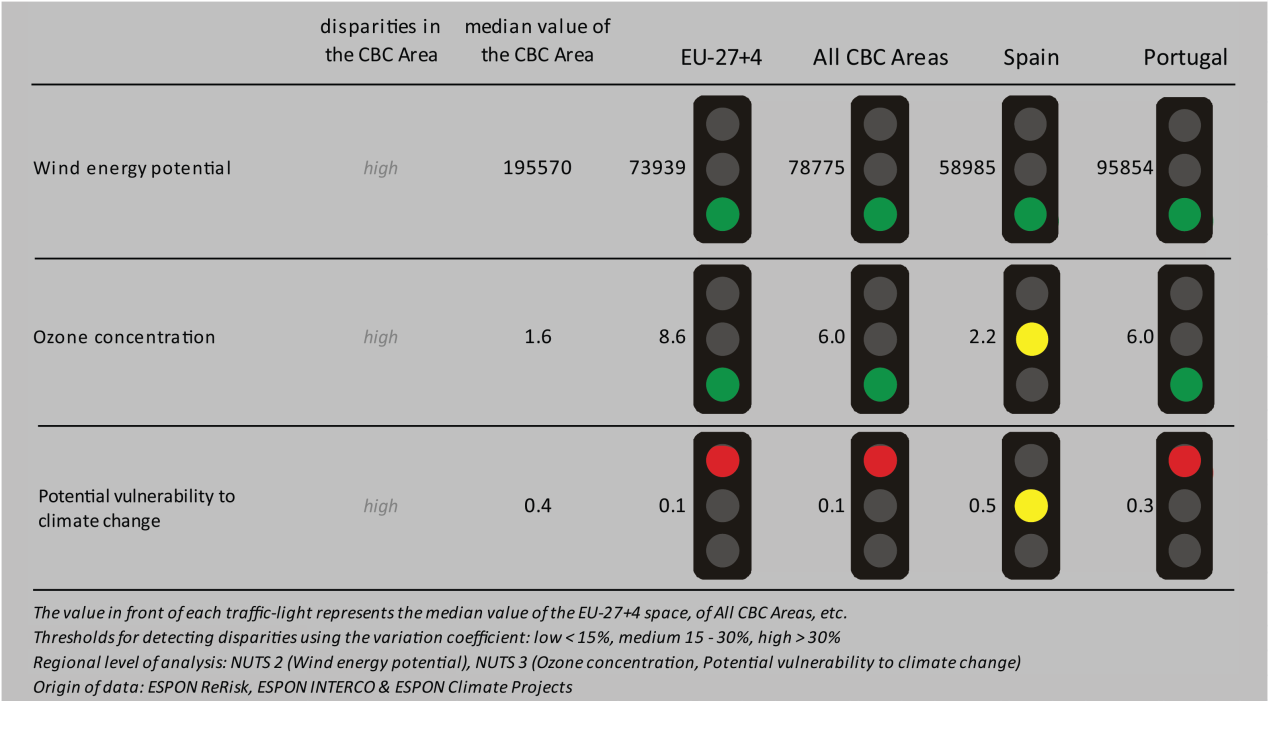 disparities in the CBC Area
median value of the CBC Area
EU-27+4
All CBC Areas
Spain
Portugal
Wind energy potential high 195570 73939 78775 58985 95854
Ozone concentration high 1.6 8.6 6.0 2.2 6.0
Potential vulnerability to climate change high 0.4 0.1 0.1 0.5 0.3
The value in front of each traffic-light represents the median value of the EU-27+4 space, of All CBC Areas, etc.
Thresholds for detecting disparities using the variation coefficient: low < 15%, medium 15 - 30%, high > 30%
Regional level of analysis: NUTS 2 (Wind energy potential), NUTS 3 (Ozone concentration, Potential vulnerability to climate change)
Origin of data: ESPON ReRisk, ESPON INTERCO & ESPON Climate Projects